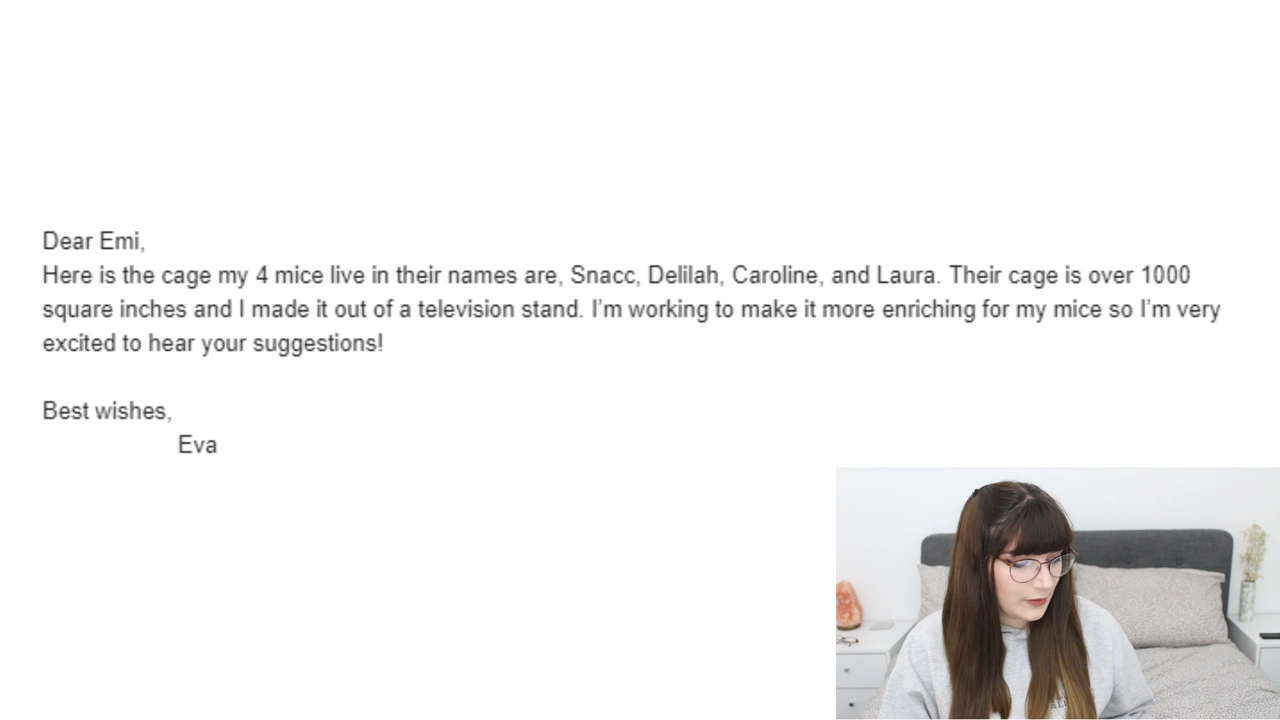 Dear Emi,
Here is the cage my 4 mice live in their names are, Snacc, Delilah, Caroline, and Laura. Their cage is over 1000
square inches and I made it out of a television stand. I'm working to make it more enriching for my mice so I'm very
excited to hear your suggestions!
Best wishes,
Eva